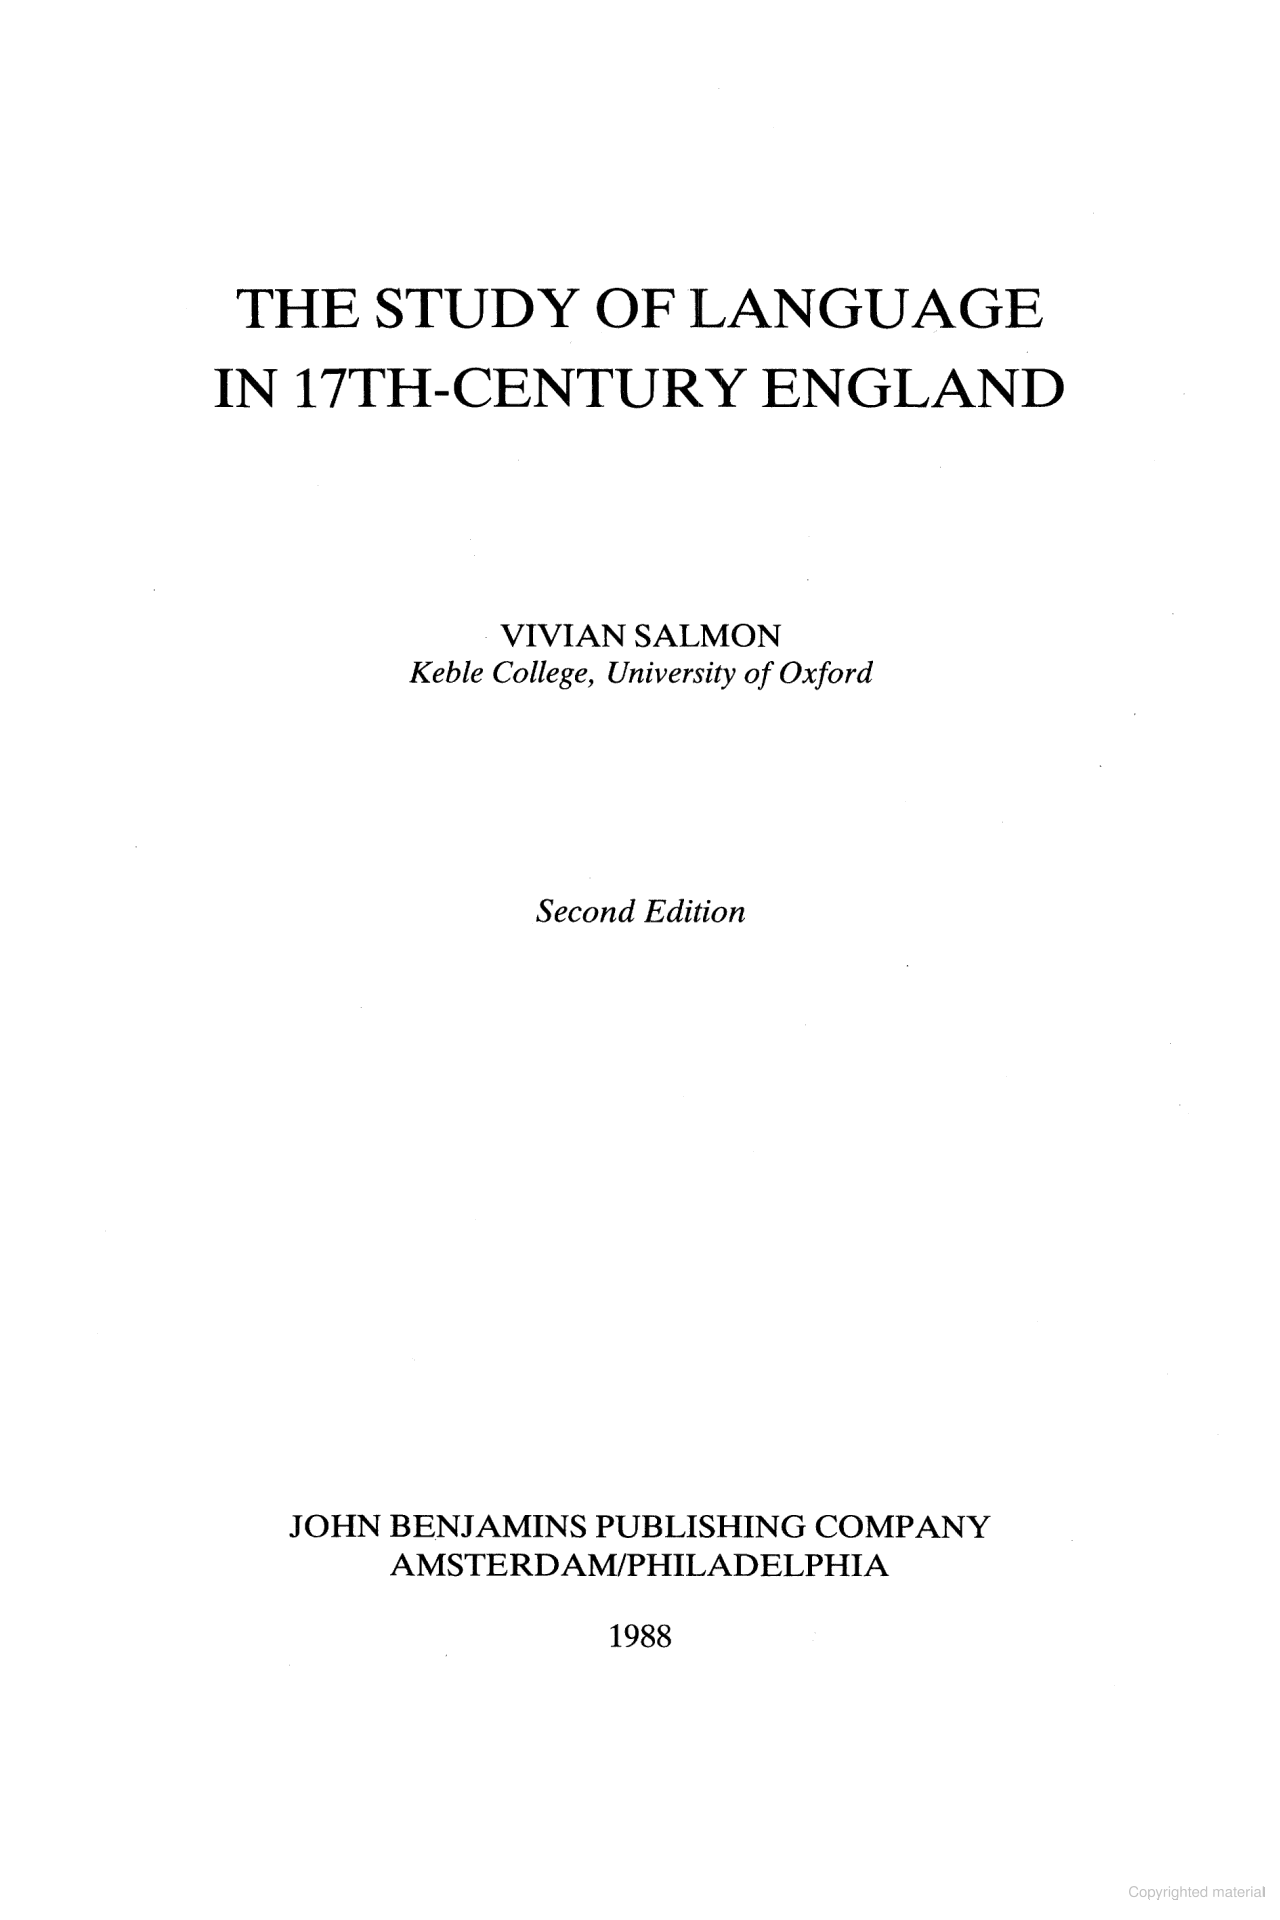 THE STUDY OF LANGUAGE
IN 17TH-CENTURY ENGLAND
VIVIAN SALMON
Keble College, University of Oxford
Second Edition
JOHN BENJAMINS PUBLISHING COMPANY
AMSTERDAM/PHILADELPHIA
1988
Copyrighted material